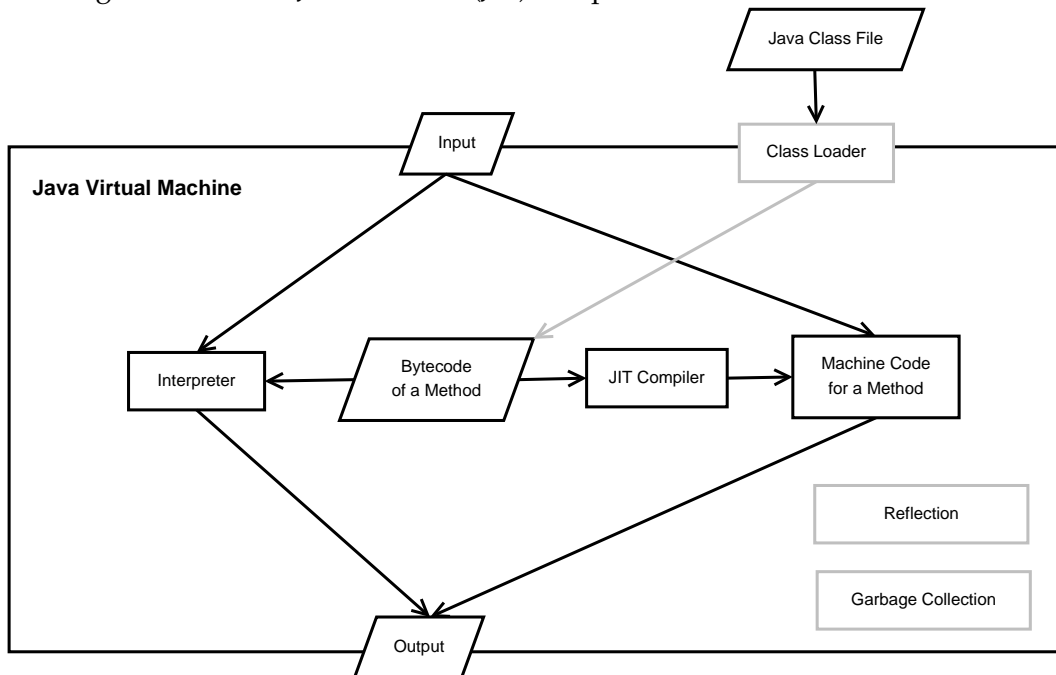 Java Class File
Input
Class Loader
Java Virtual Machine
Interpreter
Bytecode
of a Method
JIT Compiler
Machine Code
for a Method
Reflection
Garbage Collection
Output